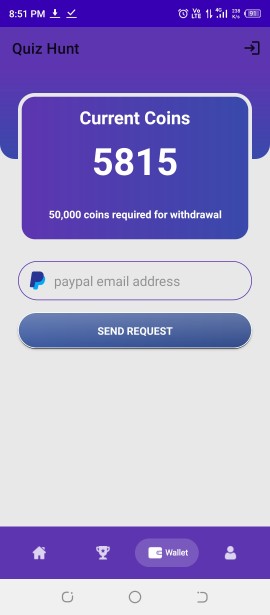 8:51 PM
Quiz Hunt
Current Coins
5815
50,000 coins required for withdrawal
paypal email address
SEND REQUEST
Wallet